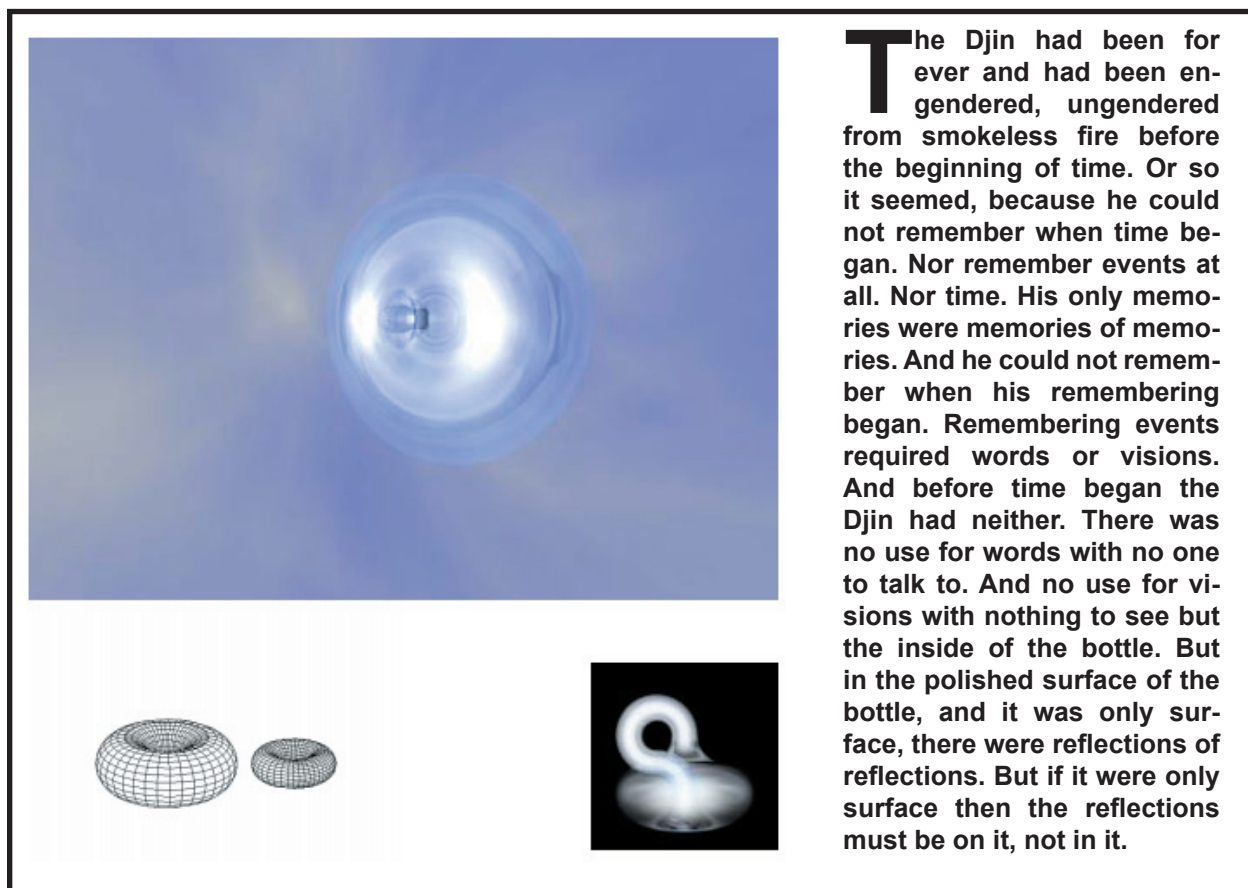 The Djin had been for
ever and had been en-
gendered, ungendered
from smokeless fire before
the beginning of time. Or so
it seemed, because he could
not remember when time be-
gan. Nor remember events at
all. Nor time. His only memo-
ries were memories of memo-
ries. And he could not remem-
ber when his remembering
began. Remembering events
required words or visions.
And before time began the
Djin had neither. There was
no use for words with no one
to talk to. And no use for vi-
sions with nothing to see but
the inside of the bottle. But
in the polished surface of the
bottle, and it was only sur-
face, there were reflections of
reflections. But if it were only
surface then the reflections
must be on it, not in it.